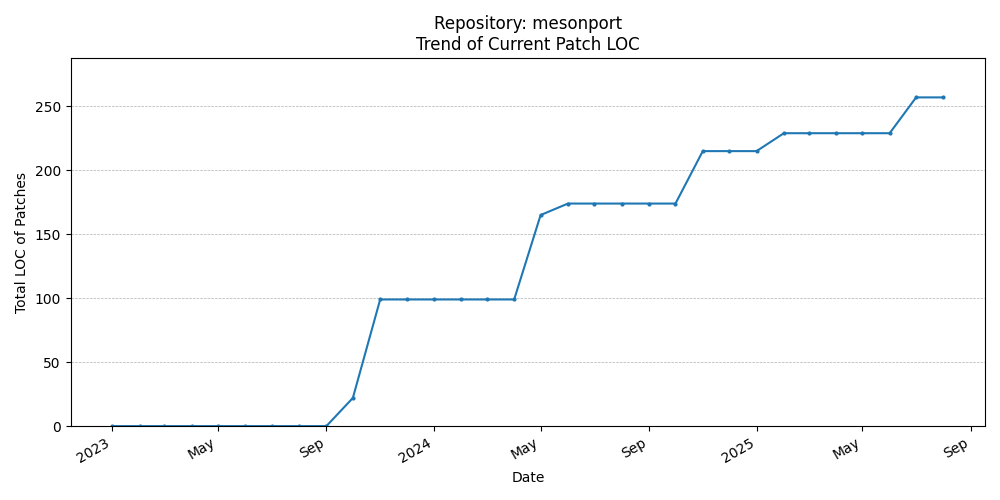 Repository: mesonport
Trend of Current Patch LOC
Total LOC of Patches
250
200
150
100
50
0
2023
May
Sep
2024
May
Sep
2025
May
Sep
Date